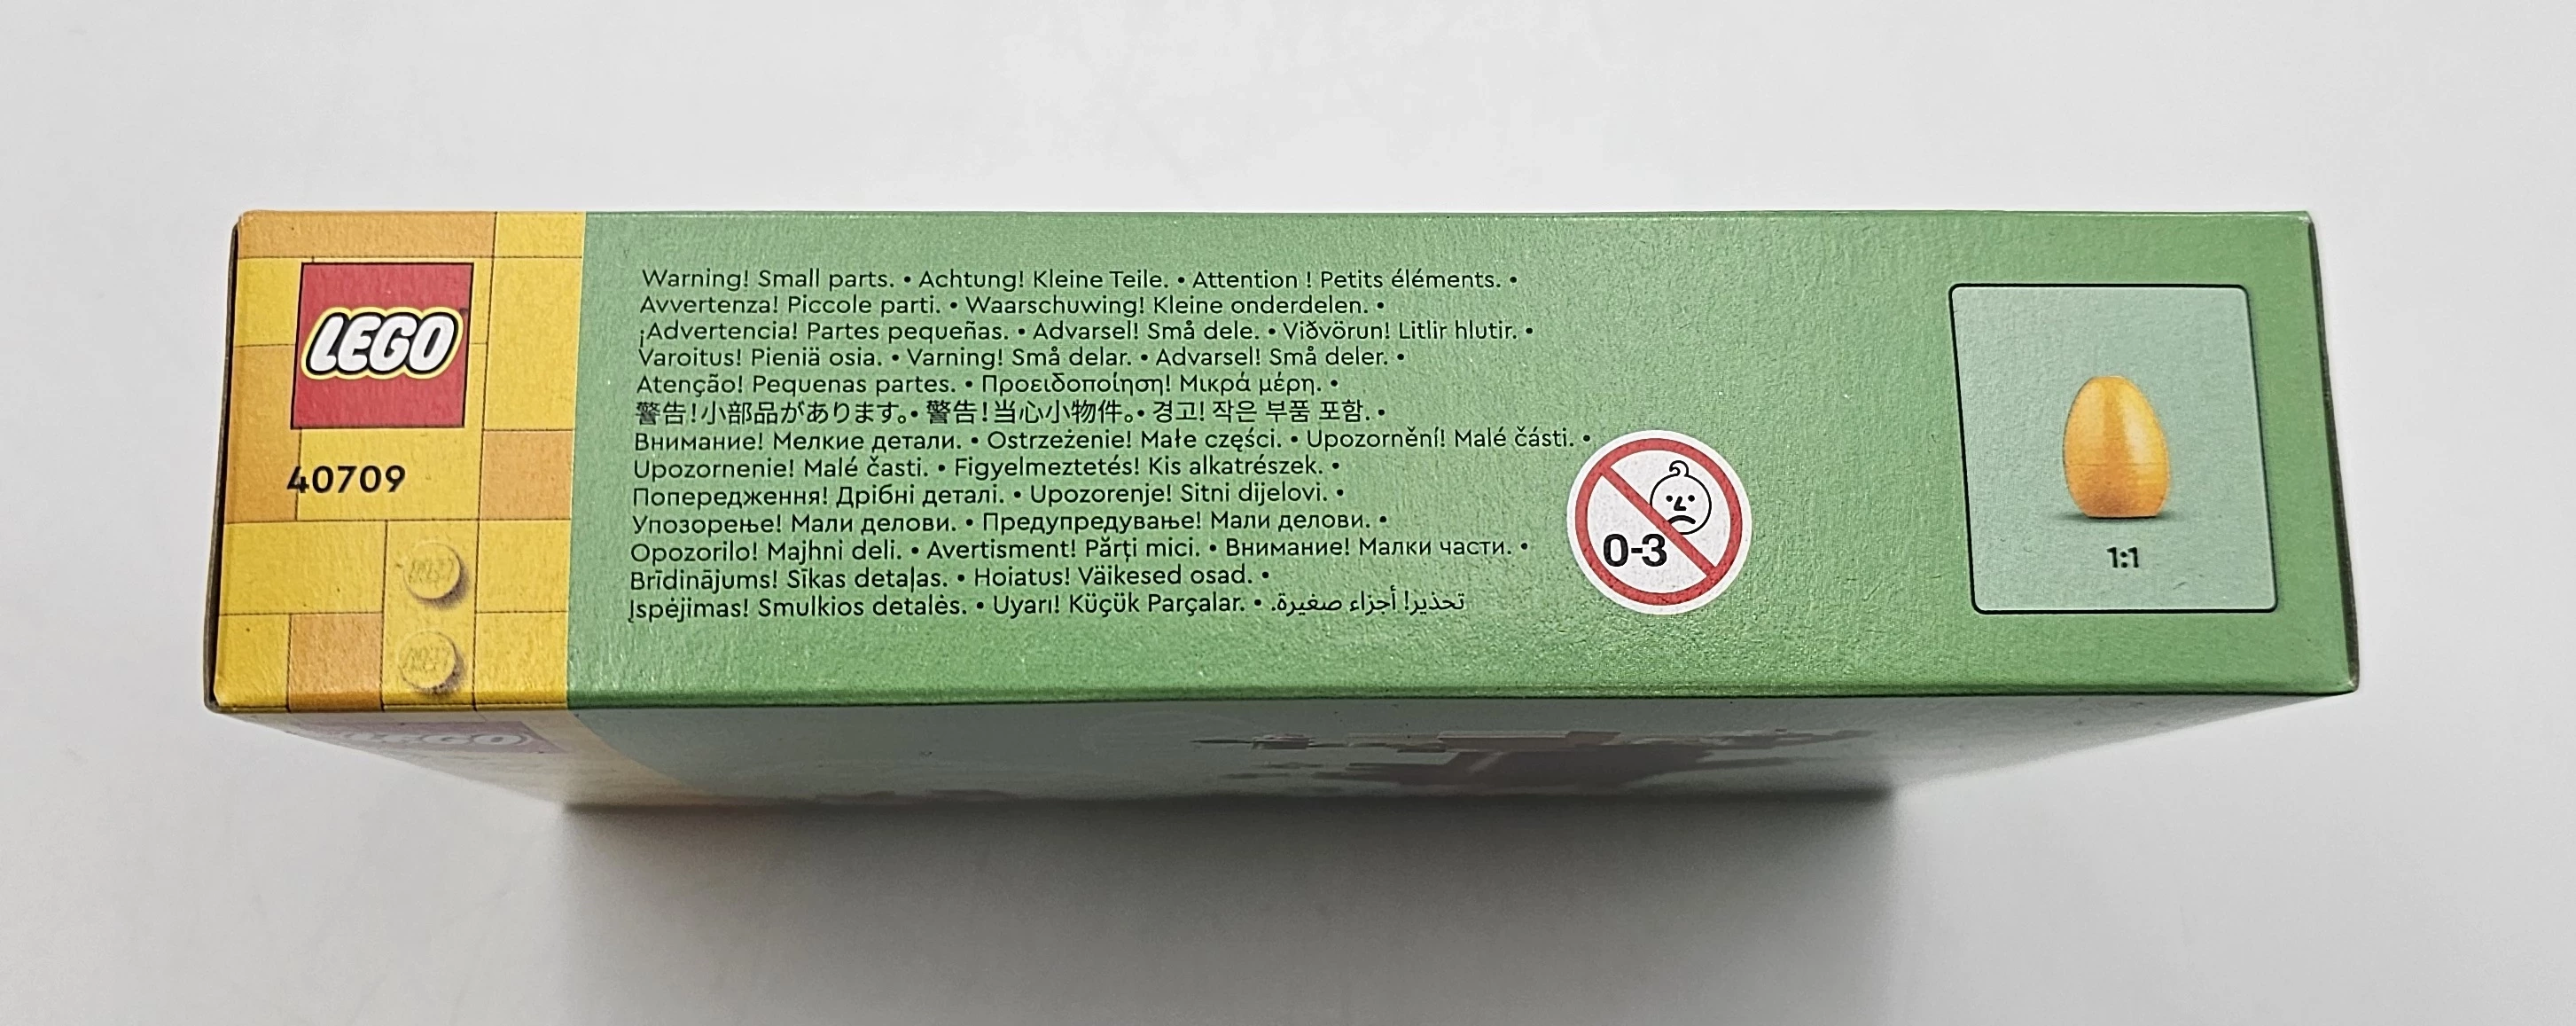 LEGO
40709
Warning! Small parts. • Achtung! Kleine Teile. • Attention ! Petits éléments. •
Avvertenza! Piccole parti. • Waarschuwing! Kleine onderdelen. •
¡Advertencia! Partes pequeñas. • Advarsel! Små dele. • Viðvörun! Litlir hlutir. •
Varoitus! Pieniä osia. • Varning! Små delar. • Advarsel! Små deler. •
Atenção! Pequenas partes. • Προειδοποίηση! Μικρά μέρη. •
警告!小部品があります。• 警告!当心小物件。• 경고! 작은 부품 포함. •
Внимание! Мелкие детали. • Ostrzeżenie! Małe części. • Upozornění! Malé části. •
Upozornenie! Malé časti. • Figyelmeztetés! Kis alkatrészek. •
Попередження! Дрібні деталі. • Upozorenje! Sitni dijelovi. •
Упозорење! Мали делови. • Предупредување! Мали делови. •
Opozorilo! Majhni deli. • Avertisment! Părți mici. • Внимание! Малки части. •
Brīdinājums! Sīkas detaļas. • Hoiatus! Väikesed osad. •
Įspėjimas! Smulkios detalės. • Uyarı! Küçük Parçalar. • تحذير! أجزاء صغيرة.
0-3
1:1
LEGO